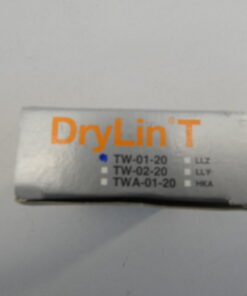 DryLin® T
TW-01-20 LLZ
TW-02-20 LLY
TWA-01-20 HKA